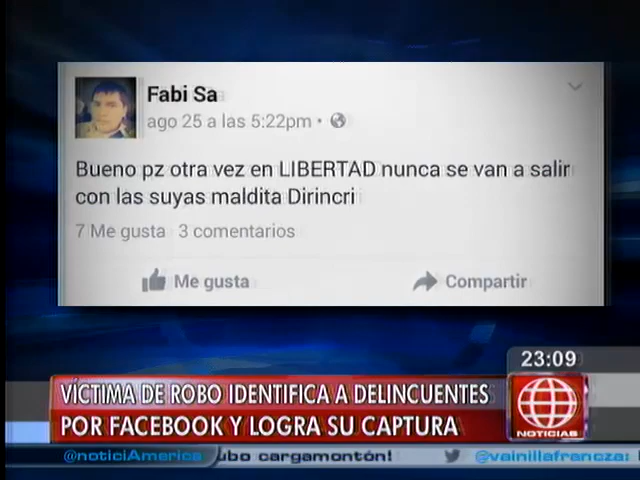 Fabi Sa
ago 25 a las 5:22pm •
Bueno pz otra vez en LIBERTAD nunca se van a salir
con las suyas maldita Dirincri
7 Me gusta 3 comentarios
Me gusta Compartir
23:09
VÍCTIMA DE ROBO IDENTIFICA A DELINCUENTES
POR FACEBOOK Y LOGRA SU CAPTURA
NOTICIAS
@noticiAmerica ubo cargamontón! @vainillafrancza: